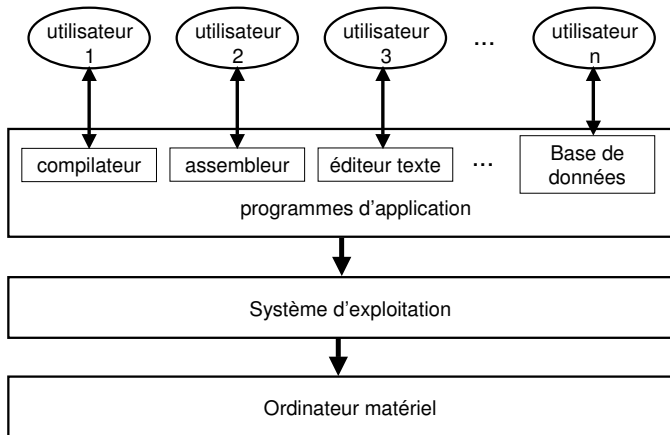 utilisateur
1
utilisateur
2
utilisateur
3
...
utilisateur
n
compilateur
assembleur
éditeur texte
...
Base de
données
programmes d'application
Système d'exploitation
Ordinateur matériel